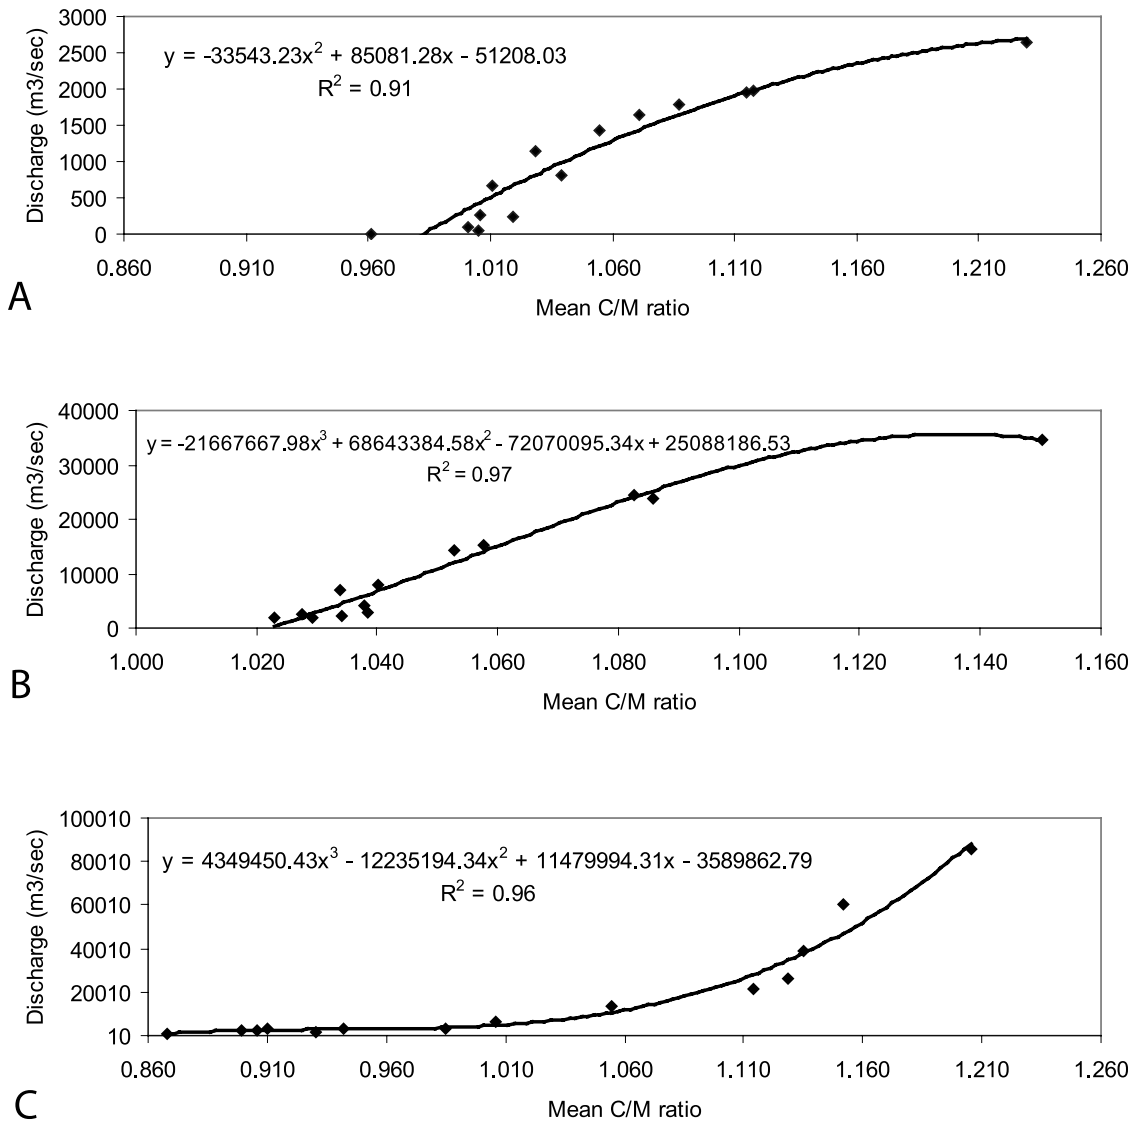 3000
y = -33543.23x² + 85081.28x - 51208.03
2500
R² = 0.91
2000
1500
1000
500
0
Discharge (m3/sec)
0.860 0.910 0.960 1.010 1.060 1.110 1.160 1.210 1.260
Mean C/M ratio
A
40000
y = -21667667.98x³ + 68643384.58x² - 72070095.34x + 25088186.53
30000
R² = 0.97
20000
10000
0
Discharge (m3/sec)
1.000 1.020 1.040 1.060 1.080 1.100 1.120 1.140 1.160
Mean C/M ratio
B
100010
y = 4349450.43x³ - 12235194.34x² + 11479994.31x - 3589862.79
80010
R² = 0.96
60010
40010
20010
10
Discharge (m3/sec)
0.860 0.910 0.960 1.010 1.060 1.110 1.160 1.210 1.260
Mean C/M ratio
C